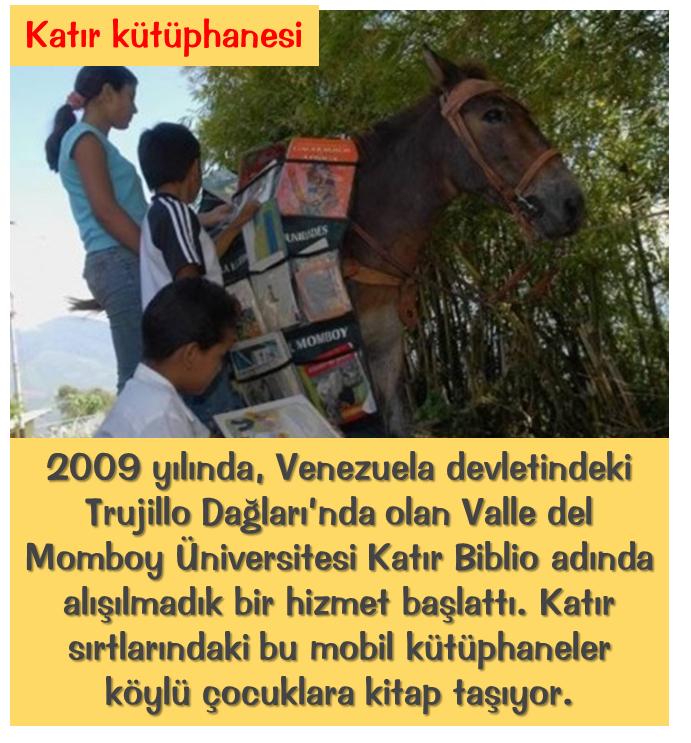 Katır kütüphanesi
UNIDADES
MOMBOY
2009 yılında, Venezuela devletindeki
Trujillo Dağları'nda olan Valle del
Momboy Üniversitesi Katır Biblio adında
alışılmadık bir hizmet başlattı. Katır
sırtlarındaki bu mobil kütüphaneler
köylü çocuklara kitap taşıyor.